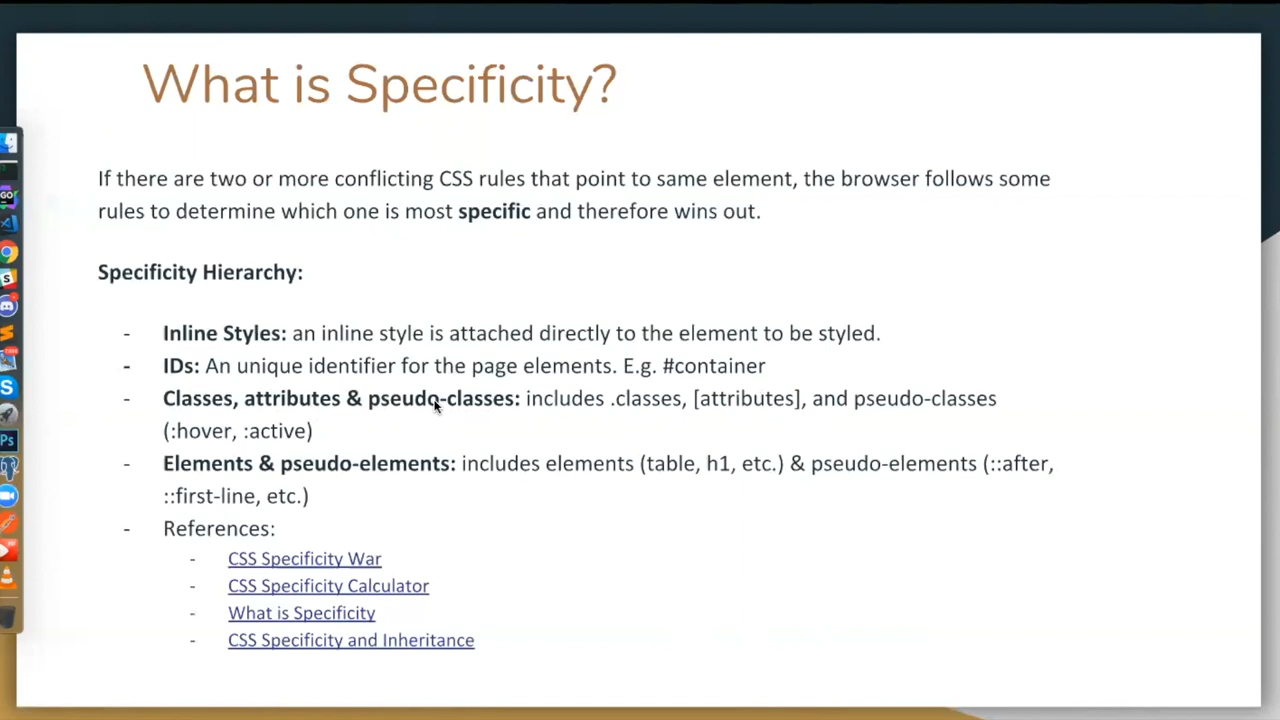 What is Specificity?
If there are two or more conflicting CSS rules that point to same element, the browser follows some
rules to determine which one is most specific and therefore wins out.
Specificity Hierarchy:
- Inline Styles: an inline style is attached directly to the element to be styled.
- IDs: An unique identifier for the page elements. E.g. #container
- Classes, attributes & pseudo-classes: includes .classes, [attributes], and pseudo-classes
(:hover, :active)
- Elements & pseudo-elements: includes elements (table, h1, etc.) & pseudo-elements (::after,
::first-line, etc.)
- References:
- CSS Specificity War
- CSS Specificity Calculator
- What is Specificity
- CSS Specificity and Inheritance
GO
S
S
Ps